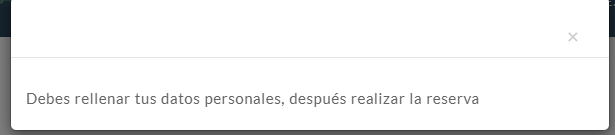 ×
Debes rellenar tus datos personales, después realizar la reserva